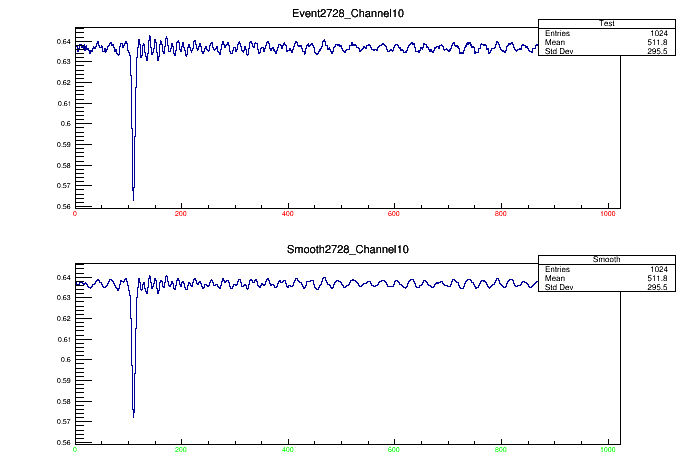 Event2728_Channel10
Test
Entries 1024
Mean 511.8
Std Dev 295.5
0.64
0.63
0.62
0.61
0.6
0.59
0.58
0.57
0.56
0 200 400 600 800 1000
Smooth2728_Channel10
Smooth
Entries 1024
Mean 511.8
Std Dev 295.5
0.64
0.63
0.62
0.61
0.6
0.59
0.58
0.57
0.56
0 200 400 600 800 1000